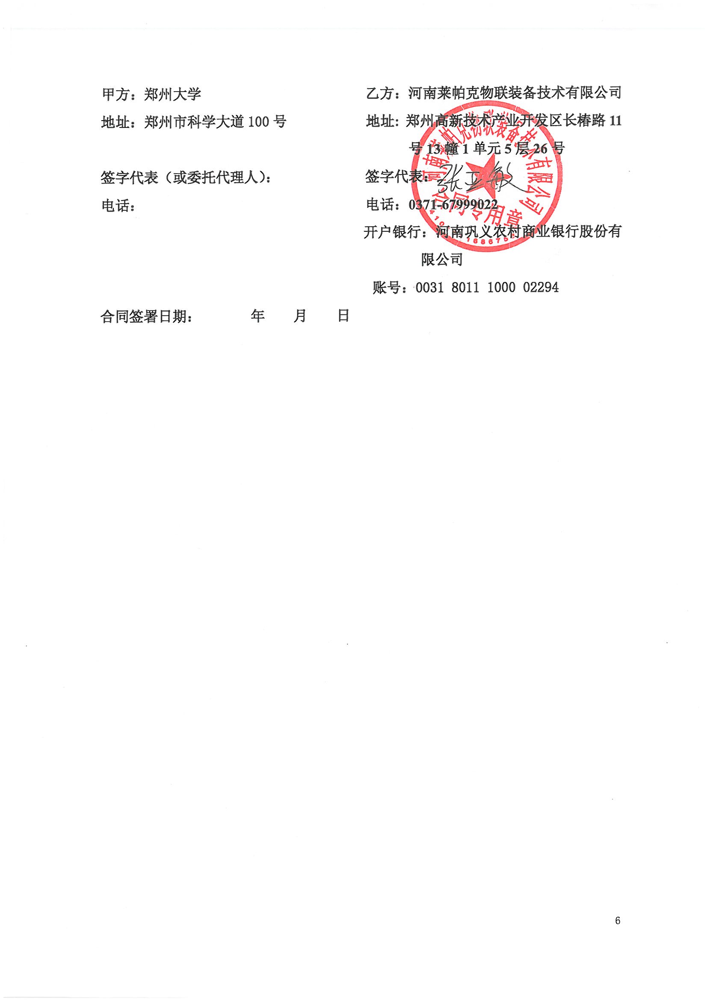 甲方：郑州大学
地址：郑州市科学大道 100 号
签字代表（或委托代理人）：
电话：
乙方：河南莱帕克物联装备技术有限公司
地址: 郑州高新技术产业开发区长椿路 11
号 13 幢 1 单元 5 层 26 号
签字代表：张亚敏
电话：0371-67999022
开户银行：河南巩义农村商业银行股份有
限公司
账号：0031 8011 1000 02294
河南莱帕克物联装备技术有限公司
合同专用章
合同签署日期： 年 月 日
6